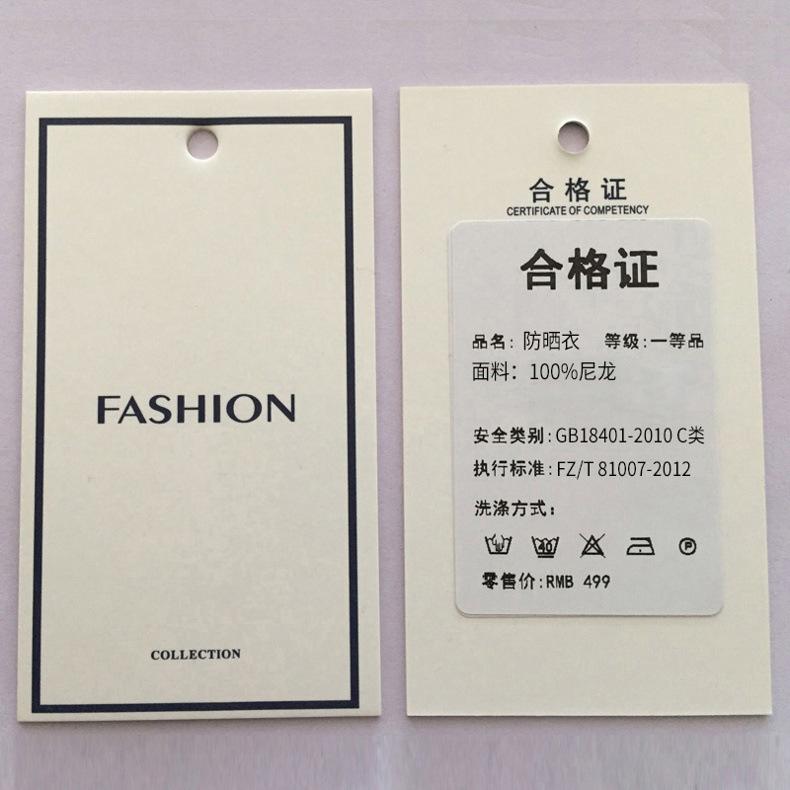 FASHION
COLLECTION
合格证
CERTIFICATE OF COMPETENCY
合格证
品名: 防晒衣 等级:一等品
面料: 100%尼龙
安全类别: GB18401-2010 C类
执行标准: FZ/T 81007-2012
洗涤方式:
40 P
零售价:RMB 499